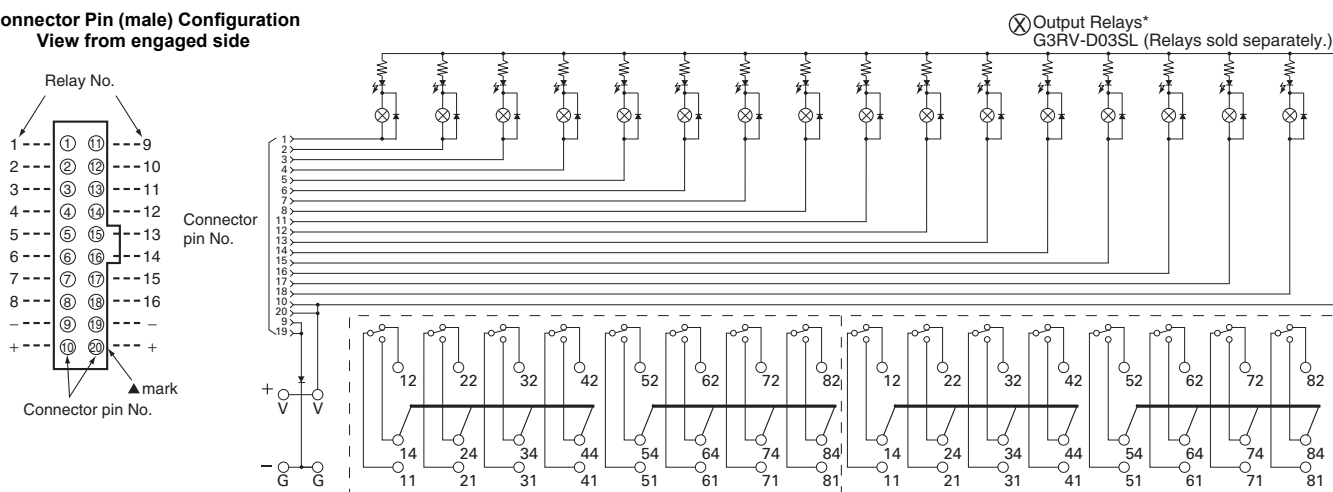 onnector Pin (male) Configuration
View from engaged side
Relay No.
1 1 11 9
2 2 12 10
3 3 13 11
4 4 14 12
5 5 15 13
6 6 16 14
7 7 17 15
8 8 18 16
− 9 19 −
+ 10 20 +
▲mark
Connector pin No.
Output Relays*
G3RV-D03SL (Relays sold separately.)
Connector
pin No.
1
2
3
4
5
6
7
8
11
12
13
14
15
16
17
18
10
20
9
19
12 22 32 42 52 62 72 82 12 22 32 42 52 62 72 82
+ V V
14 24 34 44 54 64 74 84 14 24 34 44 54 64 74 84
− G G 11 21 31 41 51 61 71 81 11 21 31 41 51 61 71 81